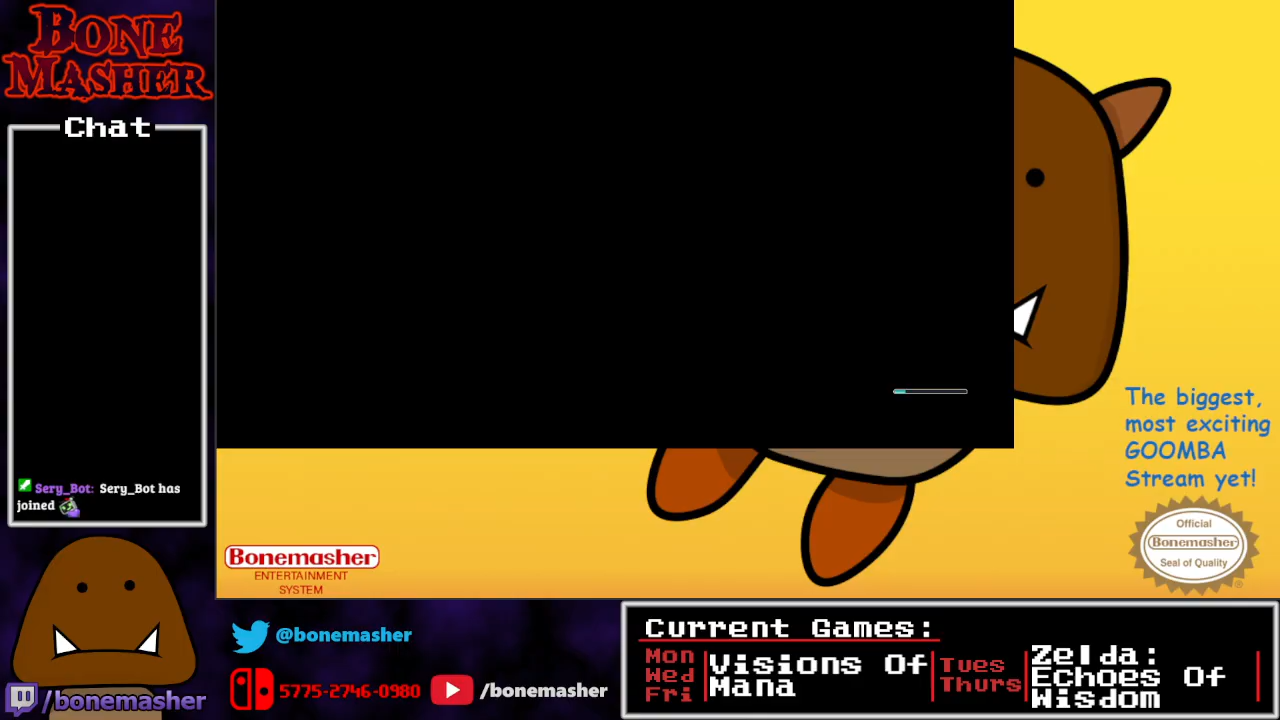 BONE
MASHER
Chat
Sery_Bot: Sery_Bot has
joined
/bonemasher
Bonemasher
ENTERTAINMENT
SYSTEM
@bonemasher
5775-2746-0980
/bonemasher
The biggest,
most exciting
GOOMBA
Stream yet!
Official
Bonemasher
Seal of Quality
Current Games:
Mon
Wed
Fri
Visions Of
Mana
Tues
Thurs
Zelda:
Echoes Of
Wisdom